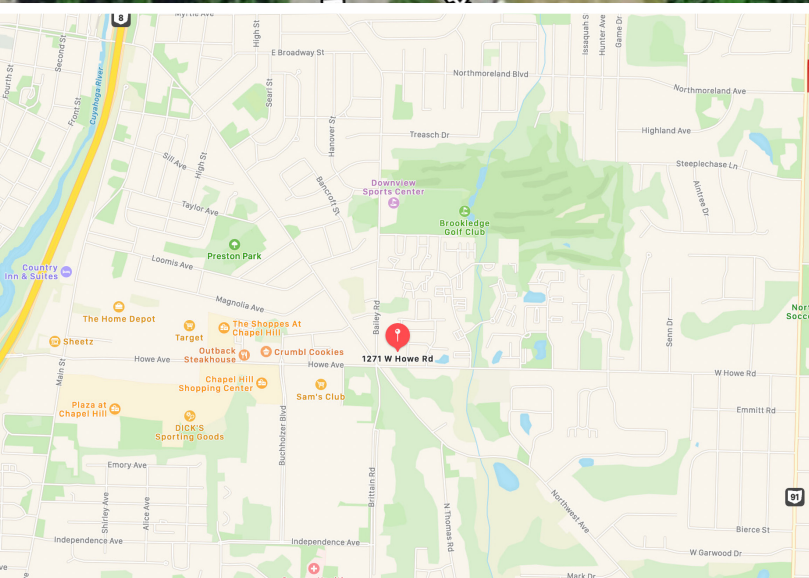 8
Myrtle Ave
High St
Second St
Fourth St
Front St
Cuyahoga River
E Broadway St
Searl St
Issaquah S
Hunter Ave
Game Dr
Northmoreland Blvd
Northmoreland Ave
Treasch Dr
Hanover St
Highland Ave
Sill Ave
High St
Steeplechase Ln
Bancroft St
Downview
Sports Center
Aintree Dr
Taylor Ave
Brookledge
Golf Club
Preston Park
Loomis Ave
Country
Inn & Suites
Magnolia Ave
The Home Depot
Bailey Rd
Target
The Shoppes At
Chapel Hill
Nort
Socce
Senn Dr
Sheetz
Outback
Steakhouse
Crumbl Cookies
Howe Ave
Howe Ave
1271 W Howe Rd
W Howe Rd
Main St
Chapel Hill
Shopping Center
Sam's Club
Plaza at
Chapel Hill
DICK'S
Sporting Goods
Emmitt Rd
Buchholzer Blvd
Emory Ave
Brittain Rd
91
Shirley Ave
Alice Ave
N Thomas Rd
Northwest Ave
Bierce St
Independence Ave
Independence Ave
W Garwood Dr
Mark Dr